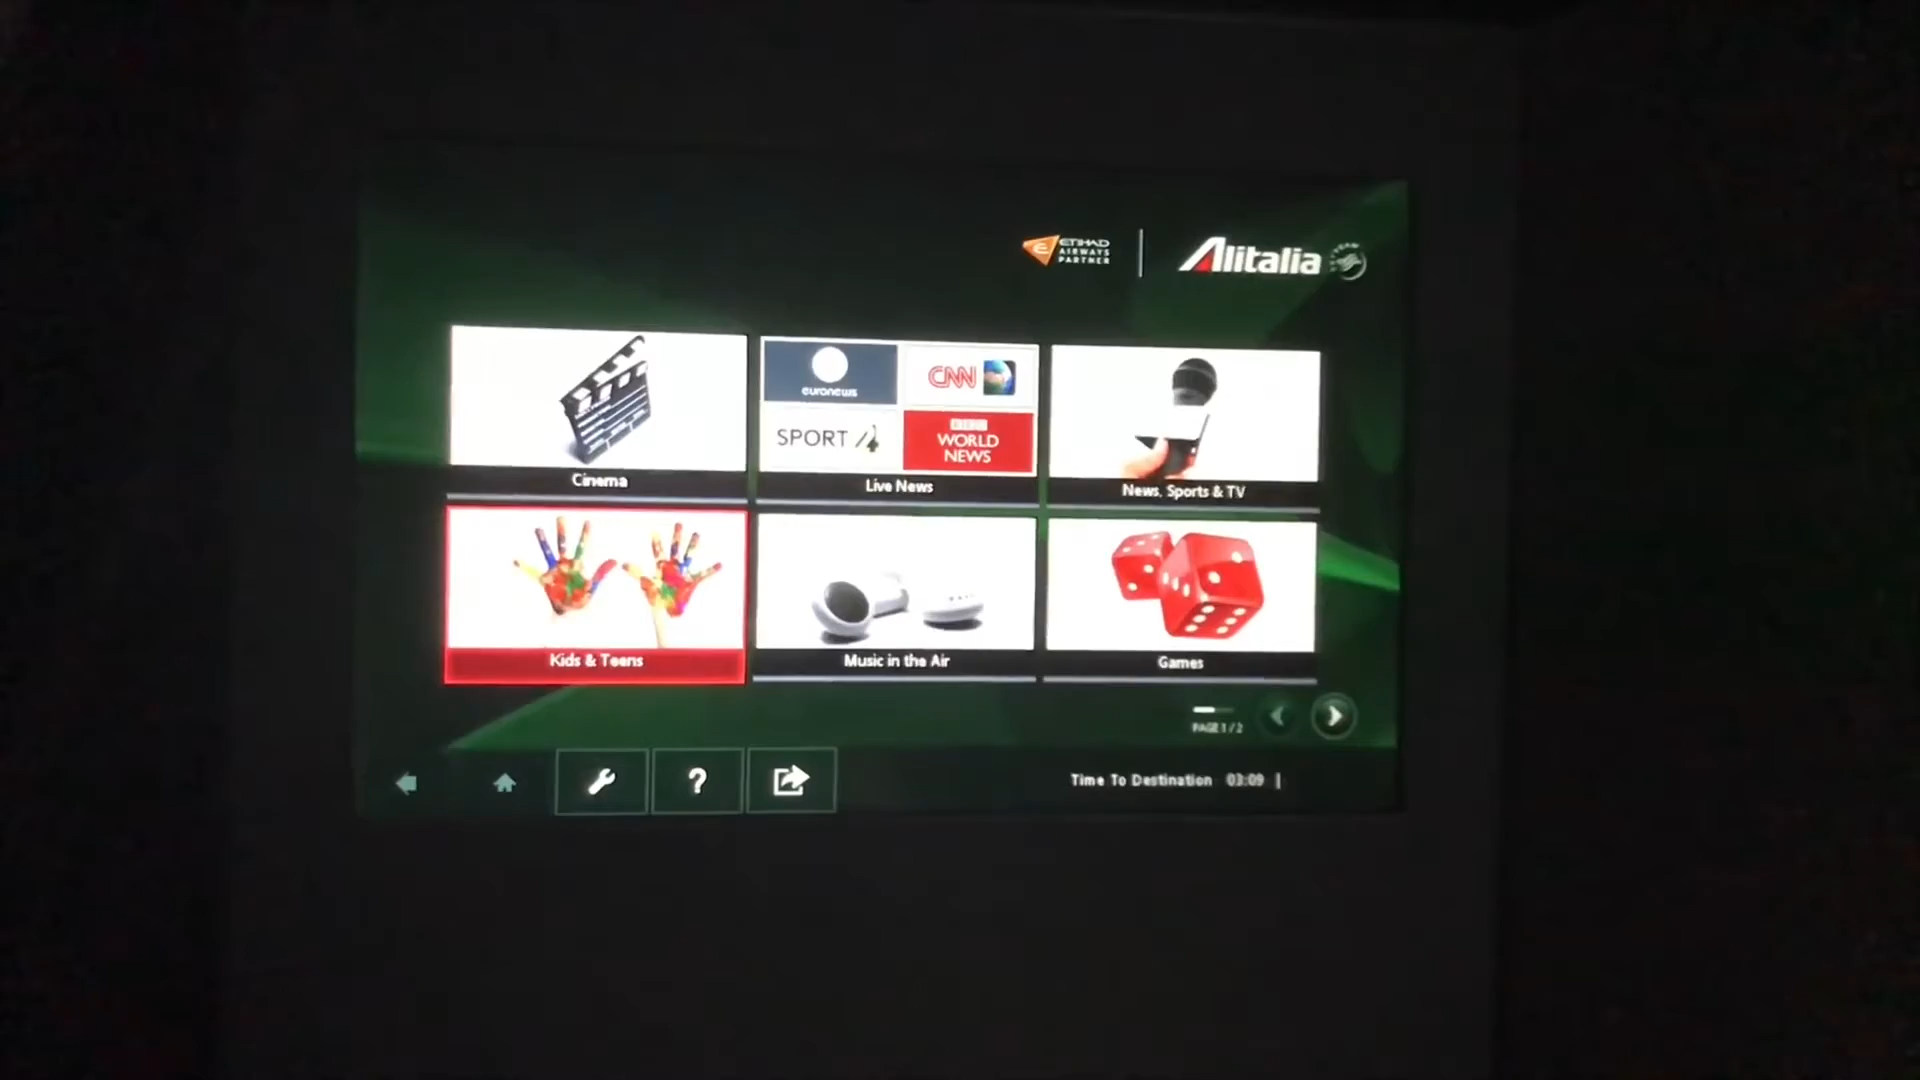 ETIHAD
AIRWAYS
PARTNER
Alitalia
euronews
CNN
SPORT
WORLD
NEWS
Cinema
Live News
News, Sports & TV
Kids & Teens
Music in the Air
Games
PAGE 1 / 2
?
Time To Destination 03:09 |